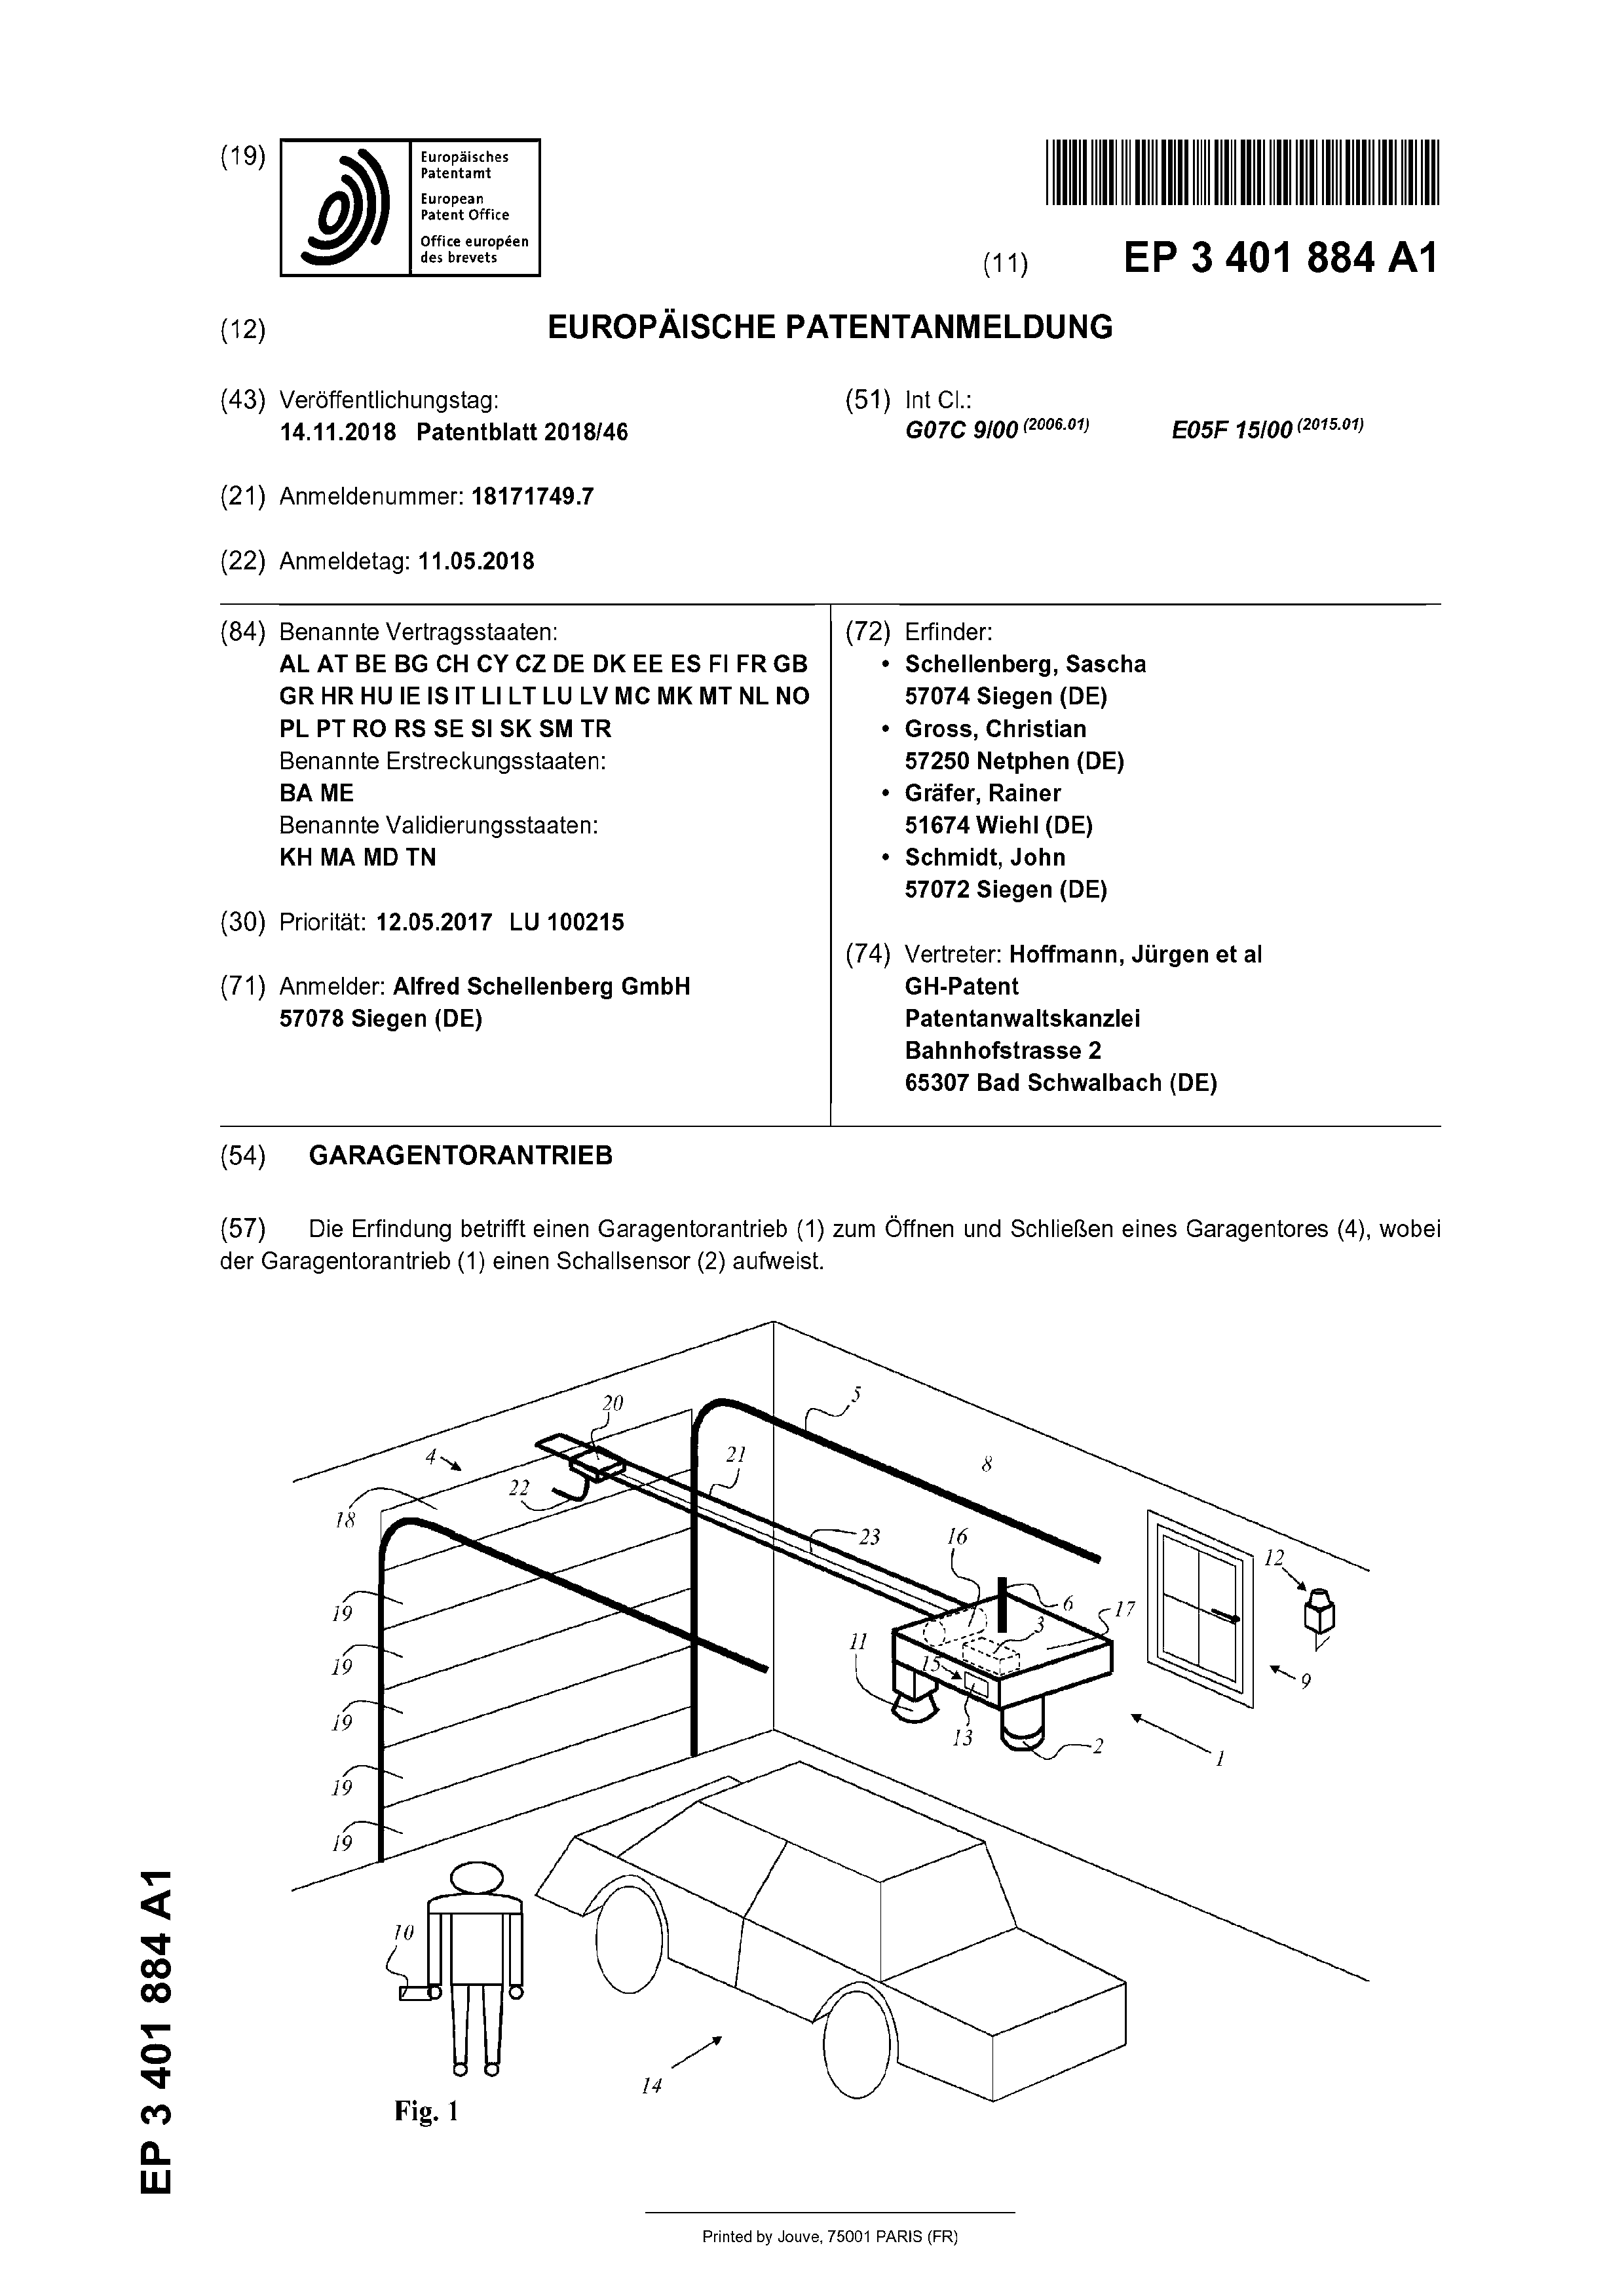 (19)
Europäisches
Patentamt
European
Patent Office
Office européen
des brevets
(11) EP 3 401 884 A1
(12) EUROPÄISCHE PATENTANMELDUNG
(43) Veröffentlichungstag:
14.11.2018 Patentblatt 2018/46
(21) Anmeldenummer: 18171749.7
(22) Anmeldetag: 11.05.2018
(51) Int Cl.:
G07C 9/00 (2006.01) E05F 15/00 (2015.01)
(84) Benannte Vertragsstaaten:
AL AT BE BG CH CY CZ DE DK EE ES FI FR GB
GR HR HU IE IS IT LI LT LU LV MC MK MT NL NO
PL PT RO RS SE SI SK SM TR
Benannte Erstreckungsstaaten:
BA ME
Benannte Validierungsstaaten:
KH MA MD TN
(30) Priorität: 12.05.2017 LU 100215
(71) Anmelder: Alfred Schellenberg GmbH
57078 Siegen (DE)
(72) Erfinder:
• Schellenberg, Sascha
57074 Siegen (DE)
• Gross, Christian
57250 Netphen (DE)
• Gräfer, Rainer
51674 Wiehl (DE)
• Schmidt, John
57072 Siegen (DE)
(74) Vertreter: Hoffmann, Jürgen et al
GH-Patent
Patentanwaltskanzlei
Bahnhofstrasse 2
65307 Bad Schwalbach (DE)
(54) GARAGENTORANTRIEB
(57) Die Erfindung betrifft einen Garagentorantrieb (1) zum Öffnen und Schließen eines Garagentores (4), wobei
der Garagentorantrieb (1) einen Schallsensor (2) aufweist.
5
20
4
21
8
22
18
23
16
12
6
17
3
19
11
15
19
9
13
2
1
19
19
19
10
14
Fig. 1
EP 3 401 884 A1
Printed by Jouve, 75001 PARIS (FR)